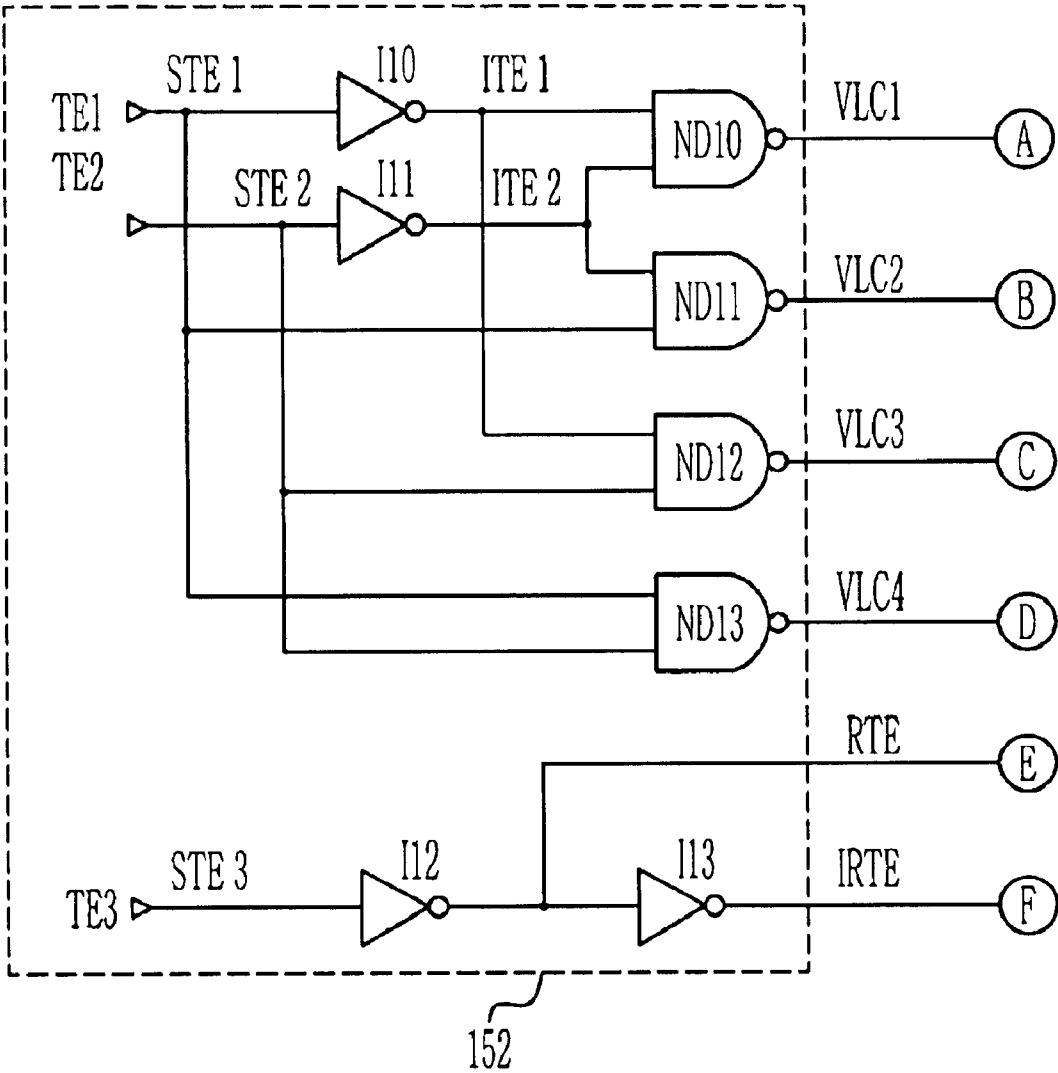 STE 1
I10
ITE 1
VLC1
TE1
ND10
A
TE2
STE 2
I11
ITE 2
VLC2
ND11
B
VLC3
ND12
C
VLC4
ND13
D
RTE
E
STE 3
I12
I13
IRTE
TE3
F
152